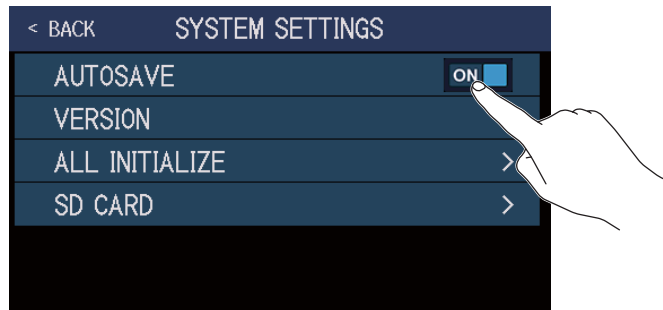 < BACK SYSTEM SETTINGS
AUTOSAVE ON
VERSION
ALL INITIALIZE >
SD CARD >